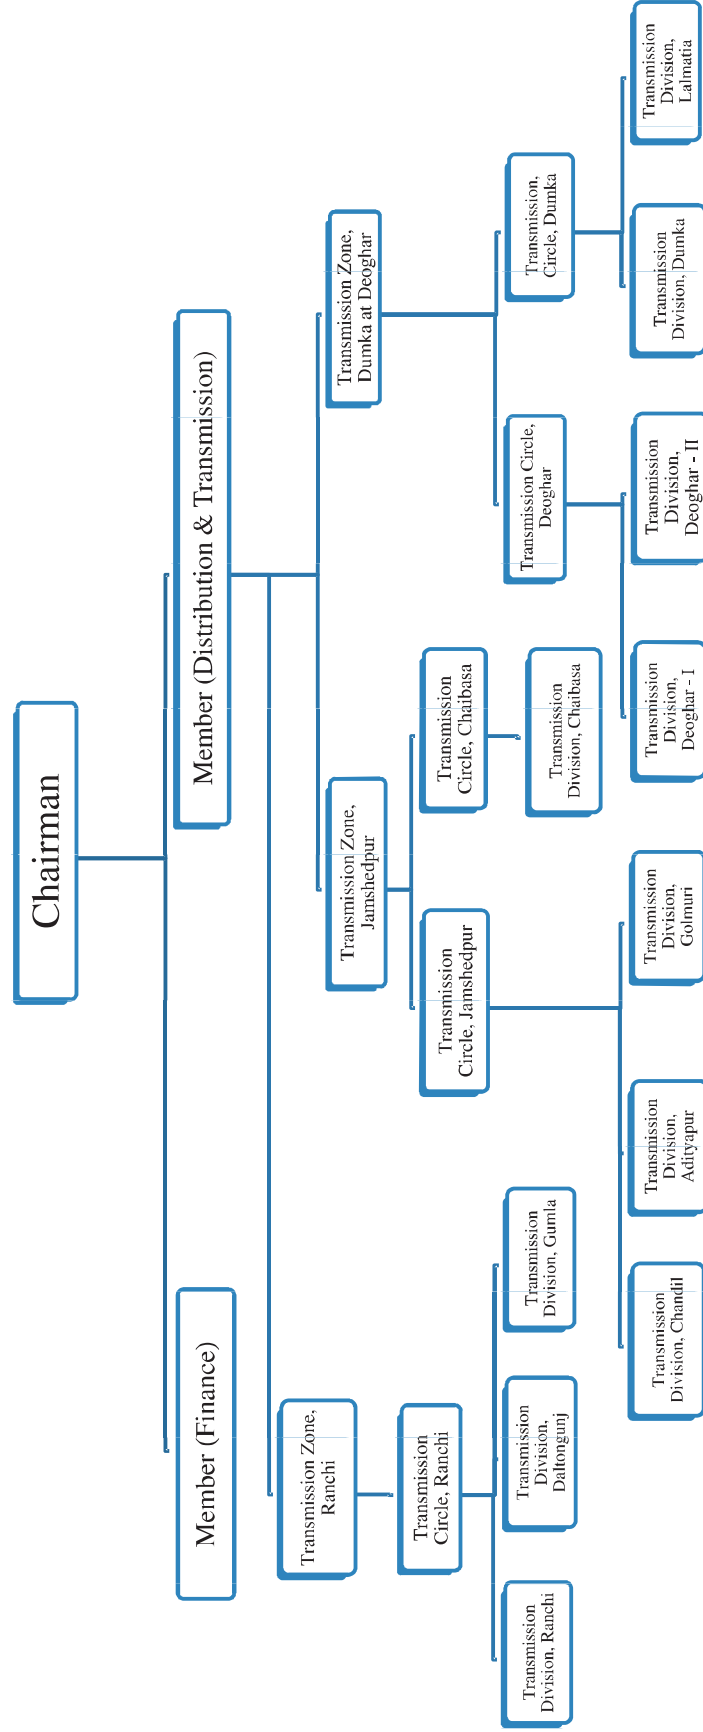 Chairman
Member (Finance)
Member (Distribution & Transmission)
Transmission Zone,
Ranchi
Transmission Zone,
Jamshedpur
Transmission Zone,
Dumka at Deoghar
Transmission
Circle, Ranchi
Transmission
Circle, Jamshedpur
Transmission
Circle, Chaibasa
Transmission Circle,
Deoghar
Transmission,
Circle, Dumka
Transmission
Division, Ranchi
Transmission
Division,
Daltongunj
Transmission
Division, Gumla
Transmission
Division, Chaibasa
Transmission
Division, Chandil
Transmission
Division,
Adityapur
Transmission
Division,
Golmuri
Transmission
Division,
Deoghar - I
Transmission
Division,
Deoghar - II
Transmission
Division, Dumka
Transmission
Division,
Lalmatia